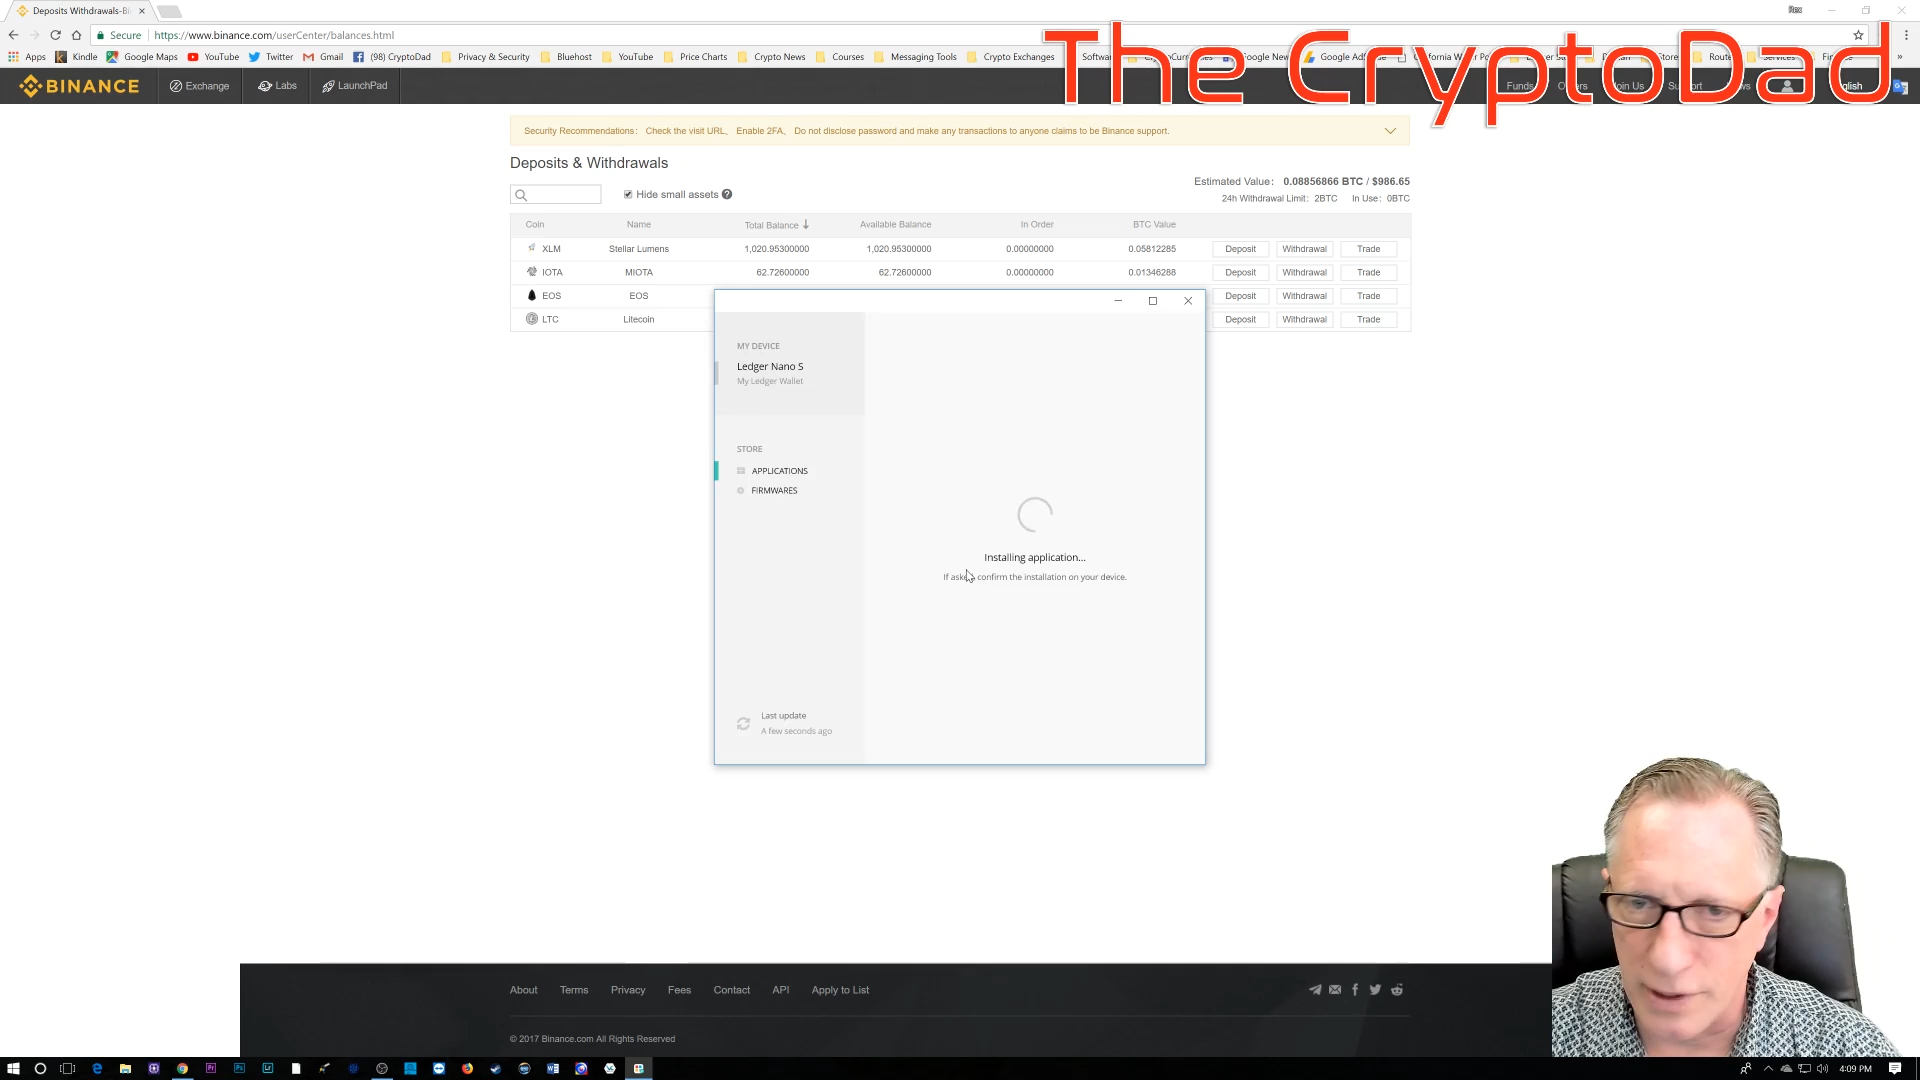 Deposits Withdrawals-Bi
Secure
https://www.binance.com/userCenter/balances.html
Apps
Kindle
Google Maps
YouTube
Twitter
Gmail
(98) CryptoDad
Privacy & Security
Bluehost
YouTube
Price Charts
Crypto News
Courses
Messaging Tools
Crypto Exchanges
The CryptoDad
BINANCE
Exchange
Labs
LaunchPad
Funds
Support
Security Recommendations: Check the visit URL, Enable 2FA, Do not disclose password and make any transactions to anyone claims to be Binance support.
Deposits & Withdrawals
Estimated Value: 0.08856866 BTC / $986.65
Hide small assets ?
24h Withdrawal Limit: 2BTC In Use: 0BTC
Coin Name Total Balance Available Balance In Order BTC Value
XLM Stellar Lumens 1,020.95300000 1,020.95300000 0.00000000 0.05812285 Deposit Withdrawal Trade
IOTA MIOTA 62.72600000 62.72600000 0.00000000 0.01346288 Deposit Withdrawal Trade
EOS EOS Deposit Withdrawal Trade
LTC Litecoin Deposit Withdrawal Trade
MY DEVICE
Ledger Nano S
My Ledger Wallet
STORE
APPLICATIONS
FIRMWARES
Installing application...
If asked confirm the installation on your device.
Last update
A few seconds ago
About Terms Privacy Fees Contact API Apply to List
© 2017 Binance.com All Rights Reserved
4:09 PM